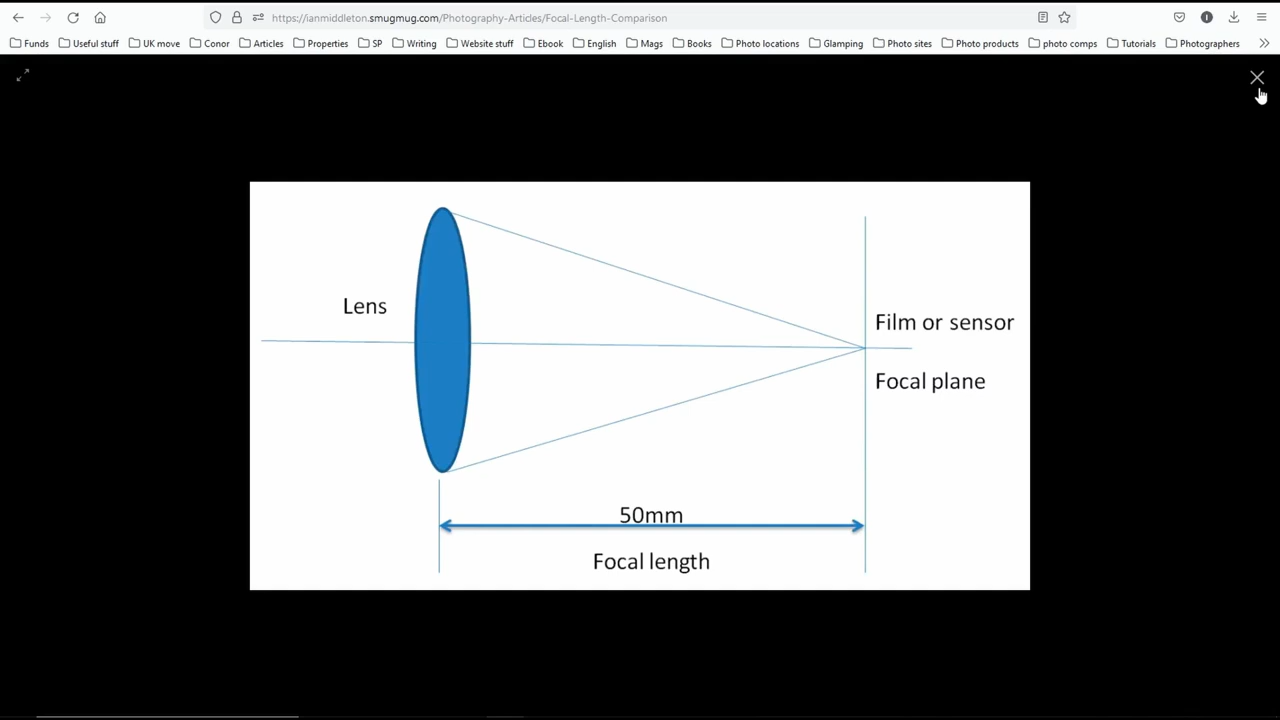 https://ianmiddleton.smugmug.com/Photography-Articles/Focal-Length-Comparison
Funds Useful stuff UK move Conor Articles Properties SP Writing Website stuff Ebook English Mags Books Photo locations Glamping Photo sites Photo products photo comps Tutorials Photographers
Lens
Film or sensor
Focal plane
50mm
Focal length